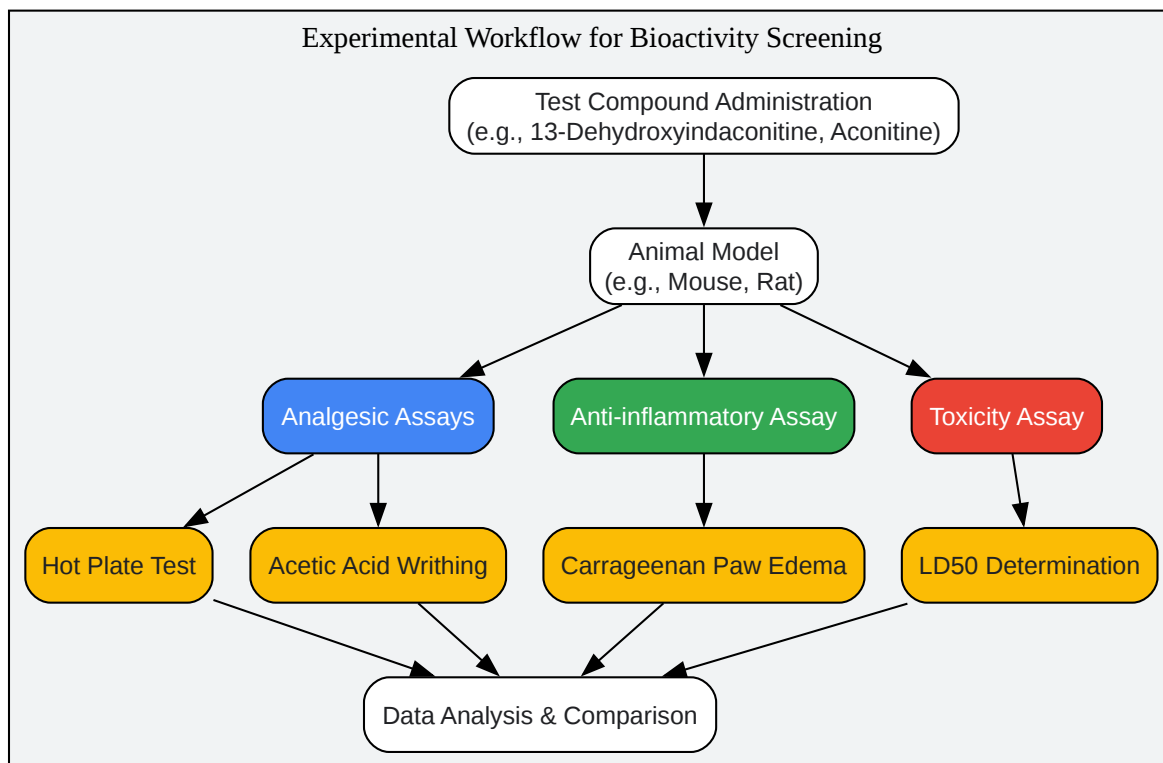 Experimental Workflow for Bioactivity Screening
Test Compound Administration
(e.g., 13-Dehydroxyindaconitine, Aconitine)
Animal Model
(e.g., Mouse, Rat)
Analgesic Assays
Anti-inflammatory Assay
Toxicity Assay
Hot Plate Test
Acetic Acid Writhing
Carrageenan Paw Edema
LD50 Determination
Data Analysis & Comparison